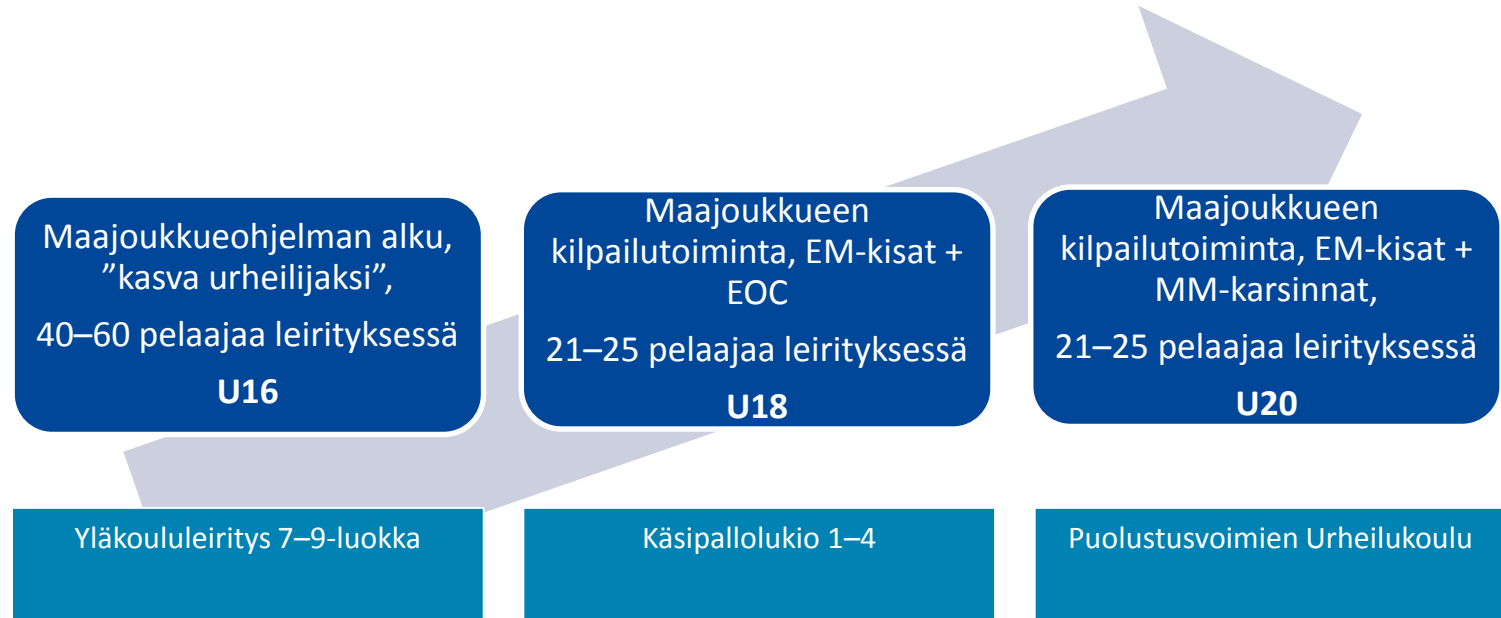 Maajoukkueohjelman alku,
”kasva urheilijaksi”,
40–60 pelaajaa leirityksessä
U16
Maajoukkueen
kilpailutoiminta, EM-kisat +
EOC
21–25 pelaajaa leirityksessä
U18
Maajoukkueen
kilpailutoiminta, EM-kisat +
MM-karsinnat,
21–25 pelaajaa leirityksessä
U20
Yläkoululeiritys 7–9-luokka
Käsipallolukio 1–4
Puolustusvoimien Urheilukoulu